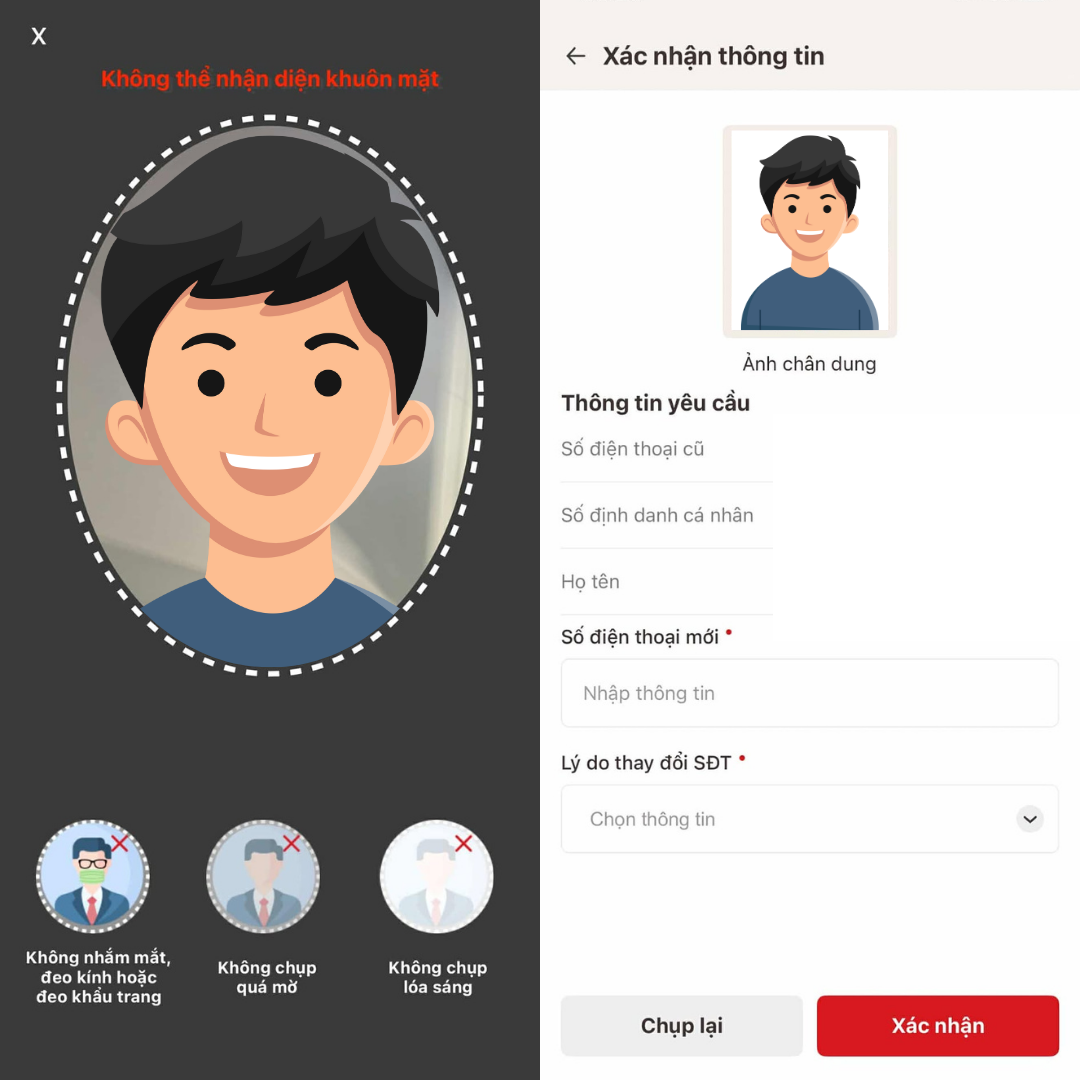 X
Không thể nhận diện khuôn mặt
Không nhắm mắt,
đeo kính hoặc
đeo khẩu trang
Không chụp
quá mờ
Không chụp
lóa sáng
← Xác nhận thông tin
Ảnh chân dung
Thông tin yêu cầu
Số điện thoại cũ
Số định danh cá nhân
Họ tên
Số điện thoại mới •
Nhập thông tin
Lý do thay đổi SĐT •
Chọn thông tin
Chụp lại
Xác nhận